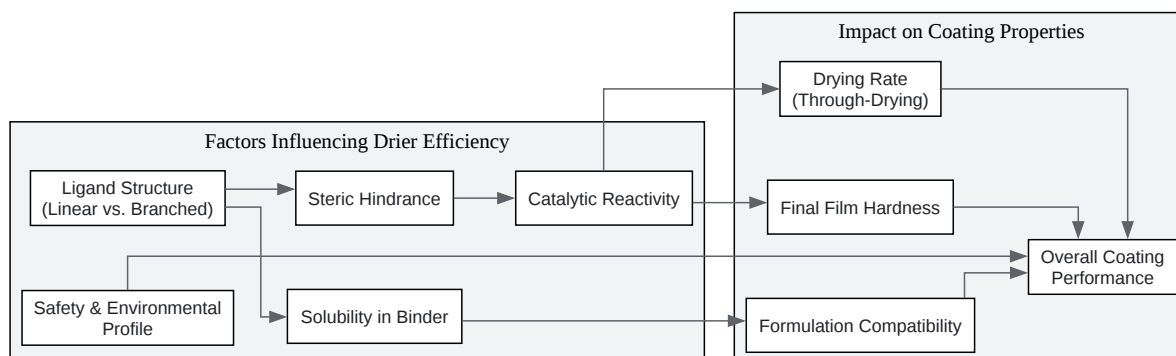 Impact on Coating Properties
Drying Rate
(Through-Drying)
Factors Influencing Drier Efficiency
Ligand Structure
(Linear vs. Branched)
Steric Hindrance
Catalytic Reactivity
Final Film Hardness
Overall Coating
Performance
Safety & Environmental
Profile
Solubility in Binder
Formulation Compatibility